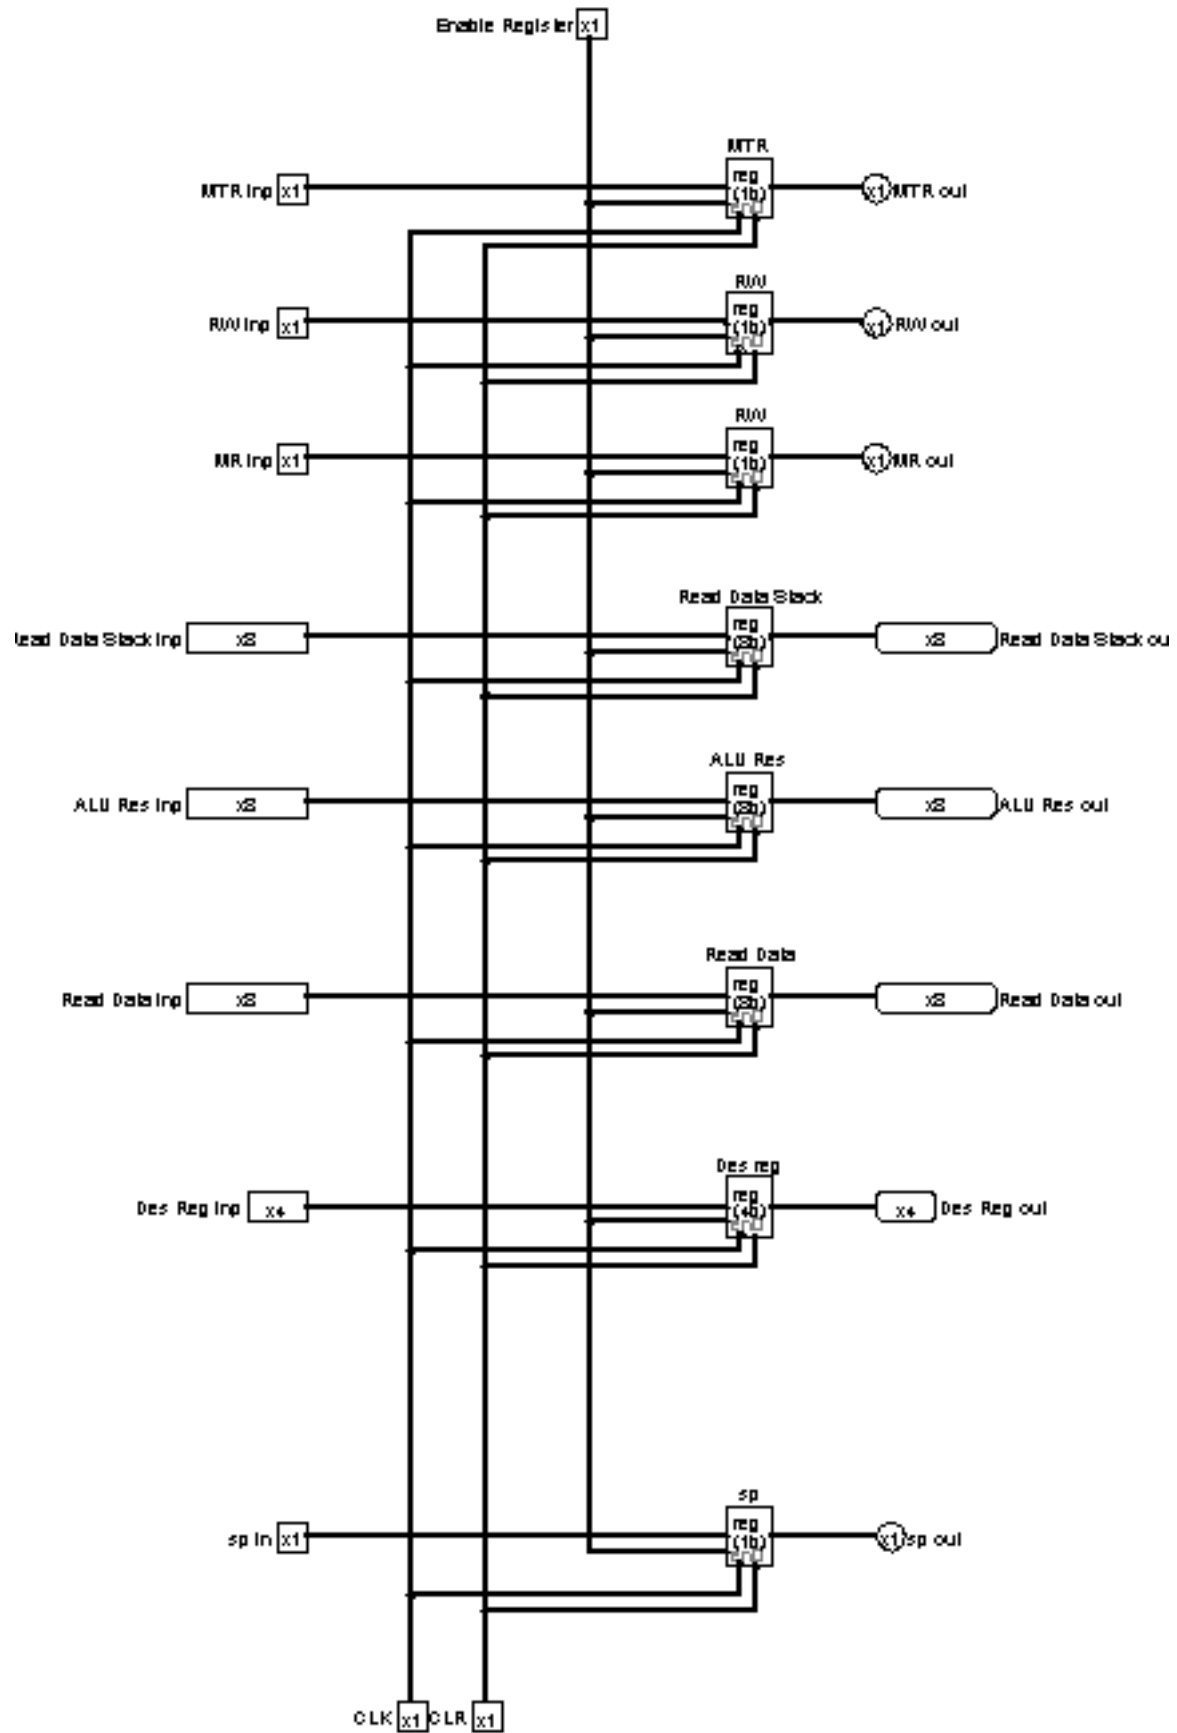 Enable Register x1
MTR
MTR inp x1 reg (1b) x1 MTR out
RW
RW inp x1 reg (1b) x1 RW out
RW
MR inp x1 reg (1b) x1 MR out
Read Data Stack
Read Data Stack inp x8 reg (8b) x8 Read Data Stack ou
ALU Res
ALU Res inp x8 reg (8b) x8 ALU Res out
Read Data
Read Data inp x8 reg (8b) x8 Read Data out
Des reg
Des Reg inp x4 reg (4b) x4 Des Reg out
sp
sp in x1 reg (1b) x1 sp out
CLK x1 CLR x1